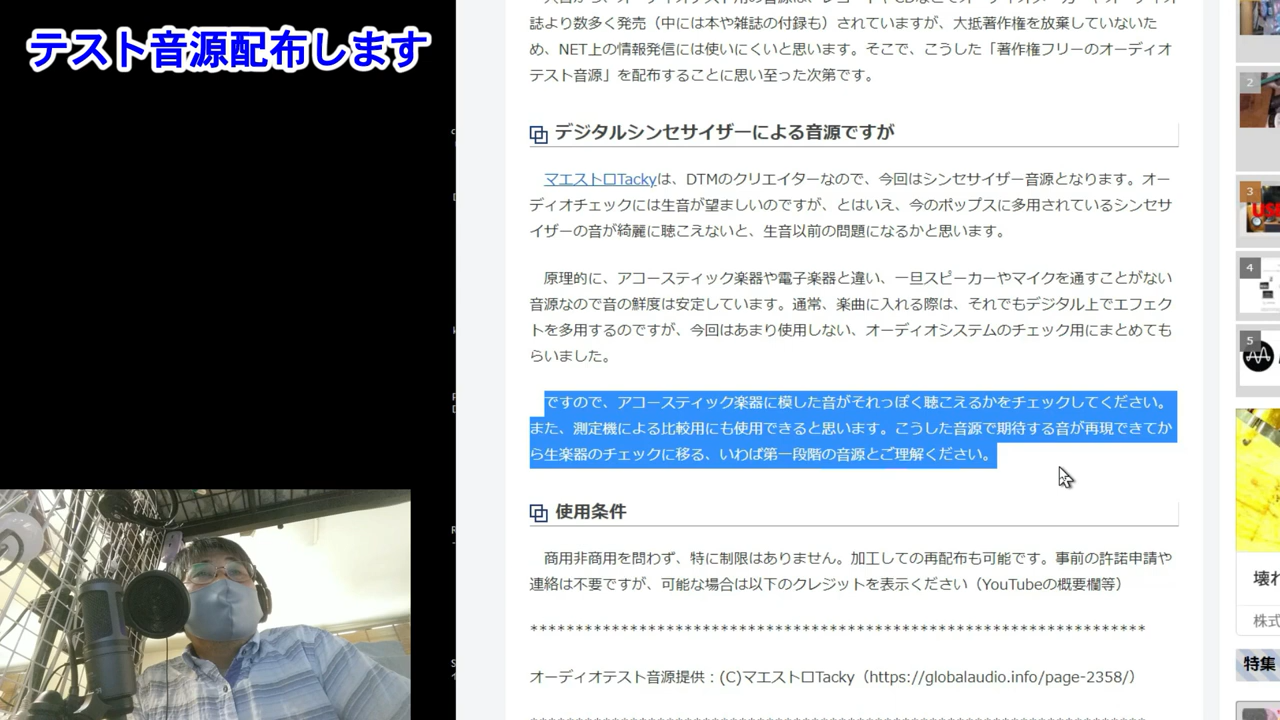 テスト音源配布します
誌より数多く発売（中には本や雑誌の付録も）されていますが、大抵著作権を放棄していないた
め、NET上の情報発信には使いにくいと思います。そこで、こうした「著作権フリーのオーディオ
テスト音源」を配布することに思い至った次第です。
デジタルシンセサイザーによる音源ですが
マエストロTackyは、DTMのクリエイターなので、今回はシンセサイザー音源となります。オー
ディオチェックには生音が望ましいのですが、とはいえ、今のポップスに多用されているシンセサ
イザーの音が綺麗に聴こえないと、生音以前の問題になるかと思います。
原理的に、アコースティック楽器や電子楽器と違い、一旦スピーカーやマイクを通すことがない
音源なので音の鮮度は安定しています。通常、楽曲に入れる際は、それでもデジタル上でエフェク
トを多用するのですが、今回はあまり使用しない、オーディオシステムのチェック用にまとめても
らいました。
ですので、アコースティック楽器に模した音がそれっぽく聴こえるかをチェックしてください。
また、測定機による比較用にも使用できると思います。こうした音源で期待する音が再現できてか
ら生楽器のチェックに移る、いわば第一段階の音源とご理解ください。
使用条件
商用非商用を問わず、特に制限はありません。加工しての再配布も可能です。事前の許諾申請や
連絡は不要ですが、可能な場合は以下のクレジットを表示ください（YouTubeの概要欄等）
オーディオテスト音源提供：(C)マエストロTacky（https://globalaudio.info/page-2358/）
2
3
4
5
壊れ
株式
特集